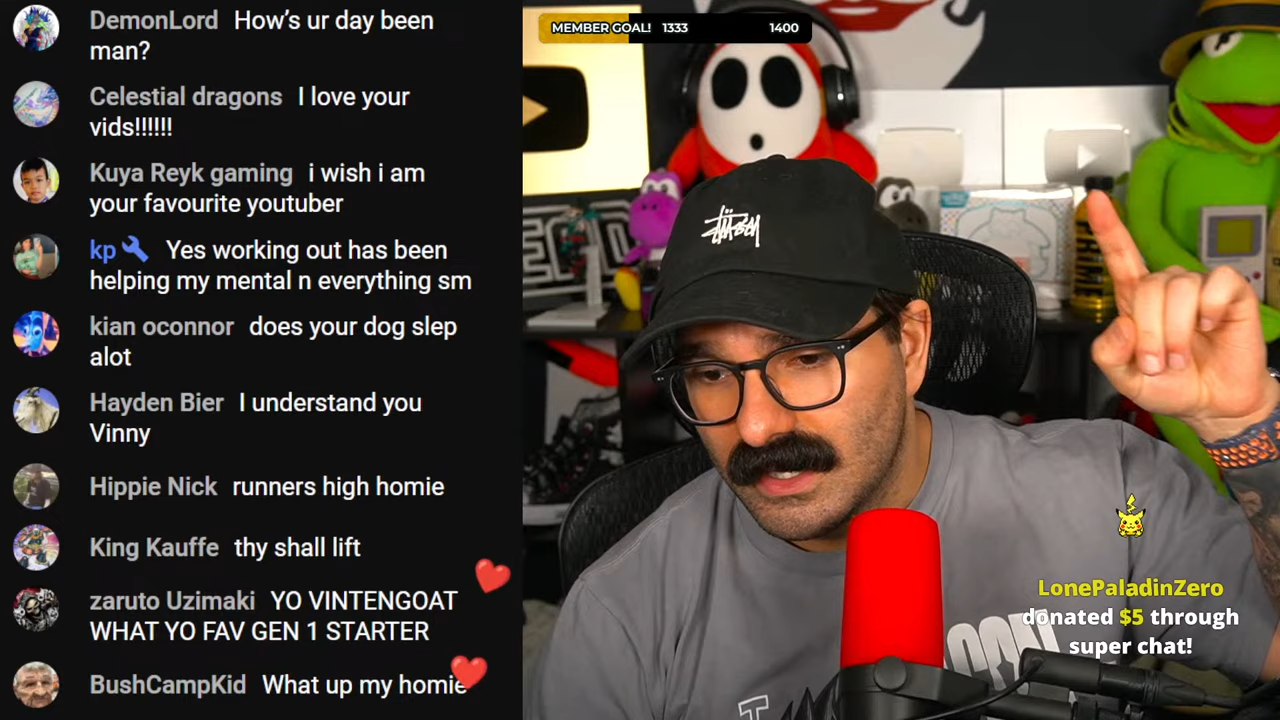 DemonLord How's ur day been
man?
Celestial dragons I love your
vids!!!!!!
Kuya Reyk gaming i wish i am
your favourite youtuber
kp Yes working out has been
helping my mental n everything sm
kian oconnor does your dog slep
alot
Hayden Bier I understand you
Vinny
Hippie Nick runners high homie
King Kauffe thy shall lift
zaruto Uzimaki YO VINTENGOAT
WHAT YO FAV GEN 1 STARTER
BushCampKid What up my homie
MEMBER GOAL! 1333 1400
LonePaladinZero
donated $5 through
super chat!